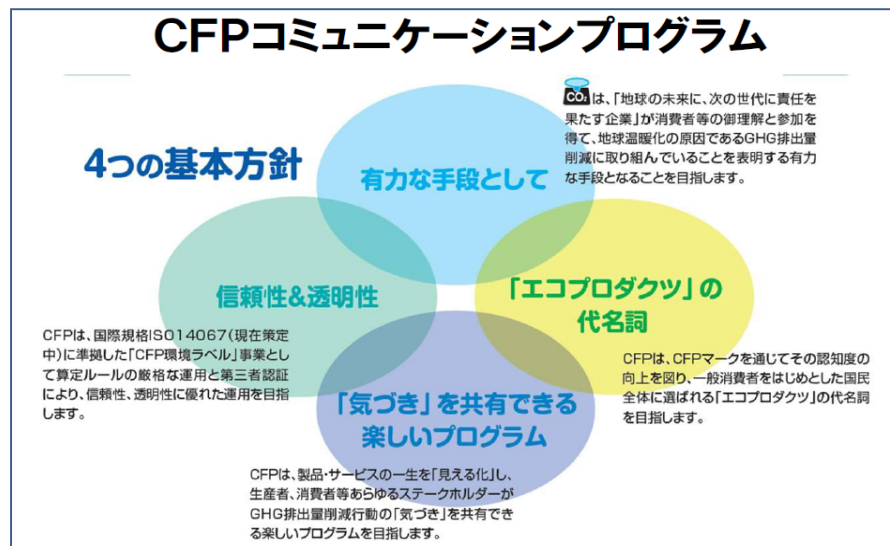 CFPコミュニケーションプログラム
4つの基本方針
有力な手段として
CO₂は、「地球の未来に、次の世代に責任を
果たす企業」が消費者等の御理解と参加を
得て、地球温暖化の原因であるGHG排出量
削減に取り組んでいることを表明する有力
な手段となることを目指します。
信頼性&透明性
CFPは、国際規格ISO14067(現在策定
中)に準拠した「CFP環境ラベル」事業とし
て算定ルールの厳格な運用と第三者認証
により、信頼性、透明性に優れた運用を目指
します。
「エコプロダクツ」の
代名詞
CFPは、CFPマークを通じてその認知度の
向上を図り、一般消費者をはじめとした国民
全体に選ばれる「エコプロダクツ」の代名詞
を目指します。
「気づき」を共有できる
楽しいプログラム
CFPは、製品・サービスの一生を「見える化」し、
生産者、消費者等あらゆるステークホルダーが
GHG排出量削減行動の「気づき」を共有でき
る楽しいプログラムを目指します。